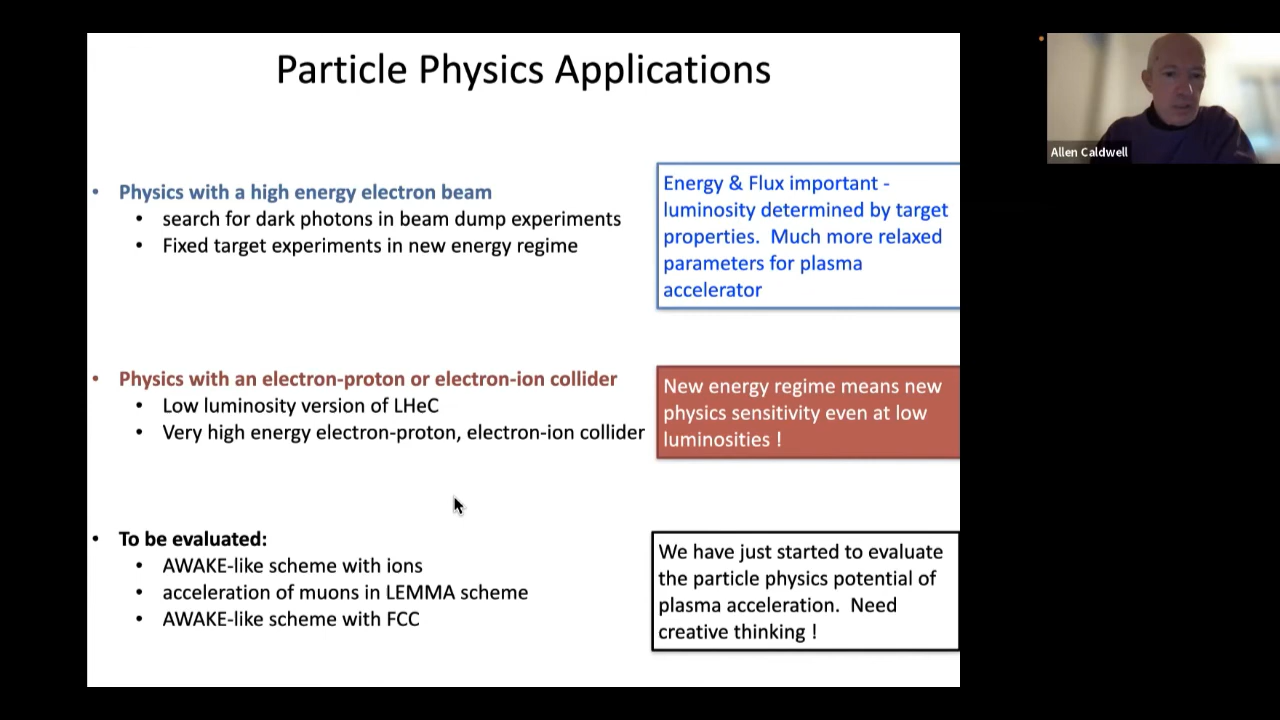 Particle Physics Applications
• Physics with a high energy electron beam
• search for dark photons in beam dump experiments
• Fixed target experiments in new energy regime
Energy & Flux important -
luminosity determined by target
properties. Much more relaxed
parameters for plasma
accelerator
• Physics with an electron-proton or electron-ion collider
• Low luminosity version of LHeC
• Very high energy electron-proton, electron-ion collider
New energy regime means new
physics sensitivity even at low
luminosities !
• To be evaluated:
• AWAKE-like scheme with ions
• acceleration of muons in LEMMA scheme
• AWAKE-like scheme with FCC
We have just started to evaluate
the particle physics potential of
plasma acceleration. Need
creative thinking !
Allen Caldwell